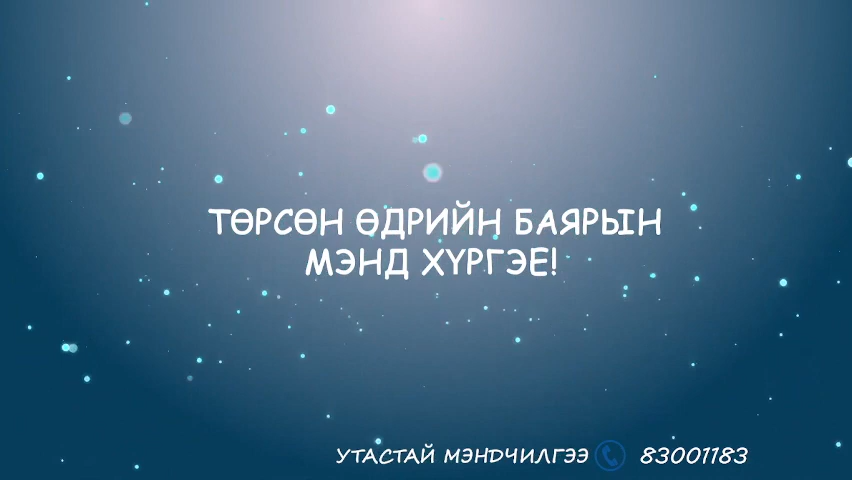 ТӨРСӨН ӨДРИЙН БАЯРЫН
МЭНД ХҮРГЭЕ!
УТАСТАЙ МЭНДЧИЛГЭЭ 83001183